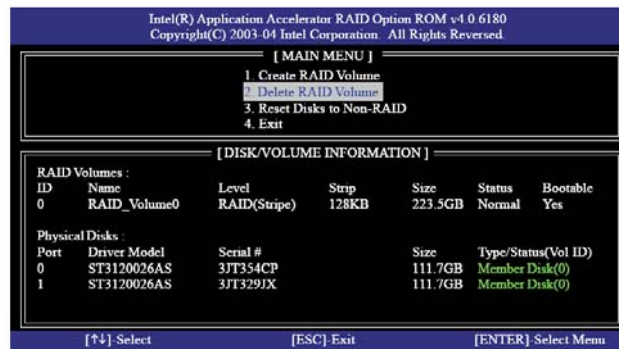 Intel(R) Application Accelerator RAID Option ROM v4.0.6180
Copyright(C) 2003-04 Intel Corporation. All Rights Reversed.
[ MAIN MENU ]
1. Create RAID Volume
2. Delete RAID Volume
3. Reset Disks to Non-RAID
4. Exit
[ DISK/VOLUME INFORMATION ]
RAID Volumes :
ID Name Level Strip Size Status Bootable
0 RAID_Volume0 RAID(Stripe) 128KB 223.5GB Normal Yes
Physical Disks :
Port Driver Model Serial # Size Type/Status(Vol ID)
0 ST3120026AS 3JT354CP 111.7GB Member Disk(0)
1 ST3120026AS 3JT329JX 111.7GB Member Disk(0)
[↑↓]-Select [ESC]-Exit [ENTER]-Select Menu